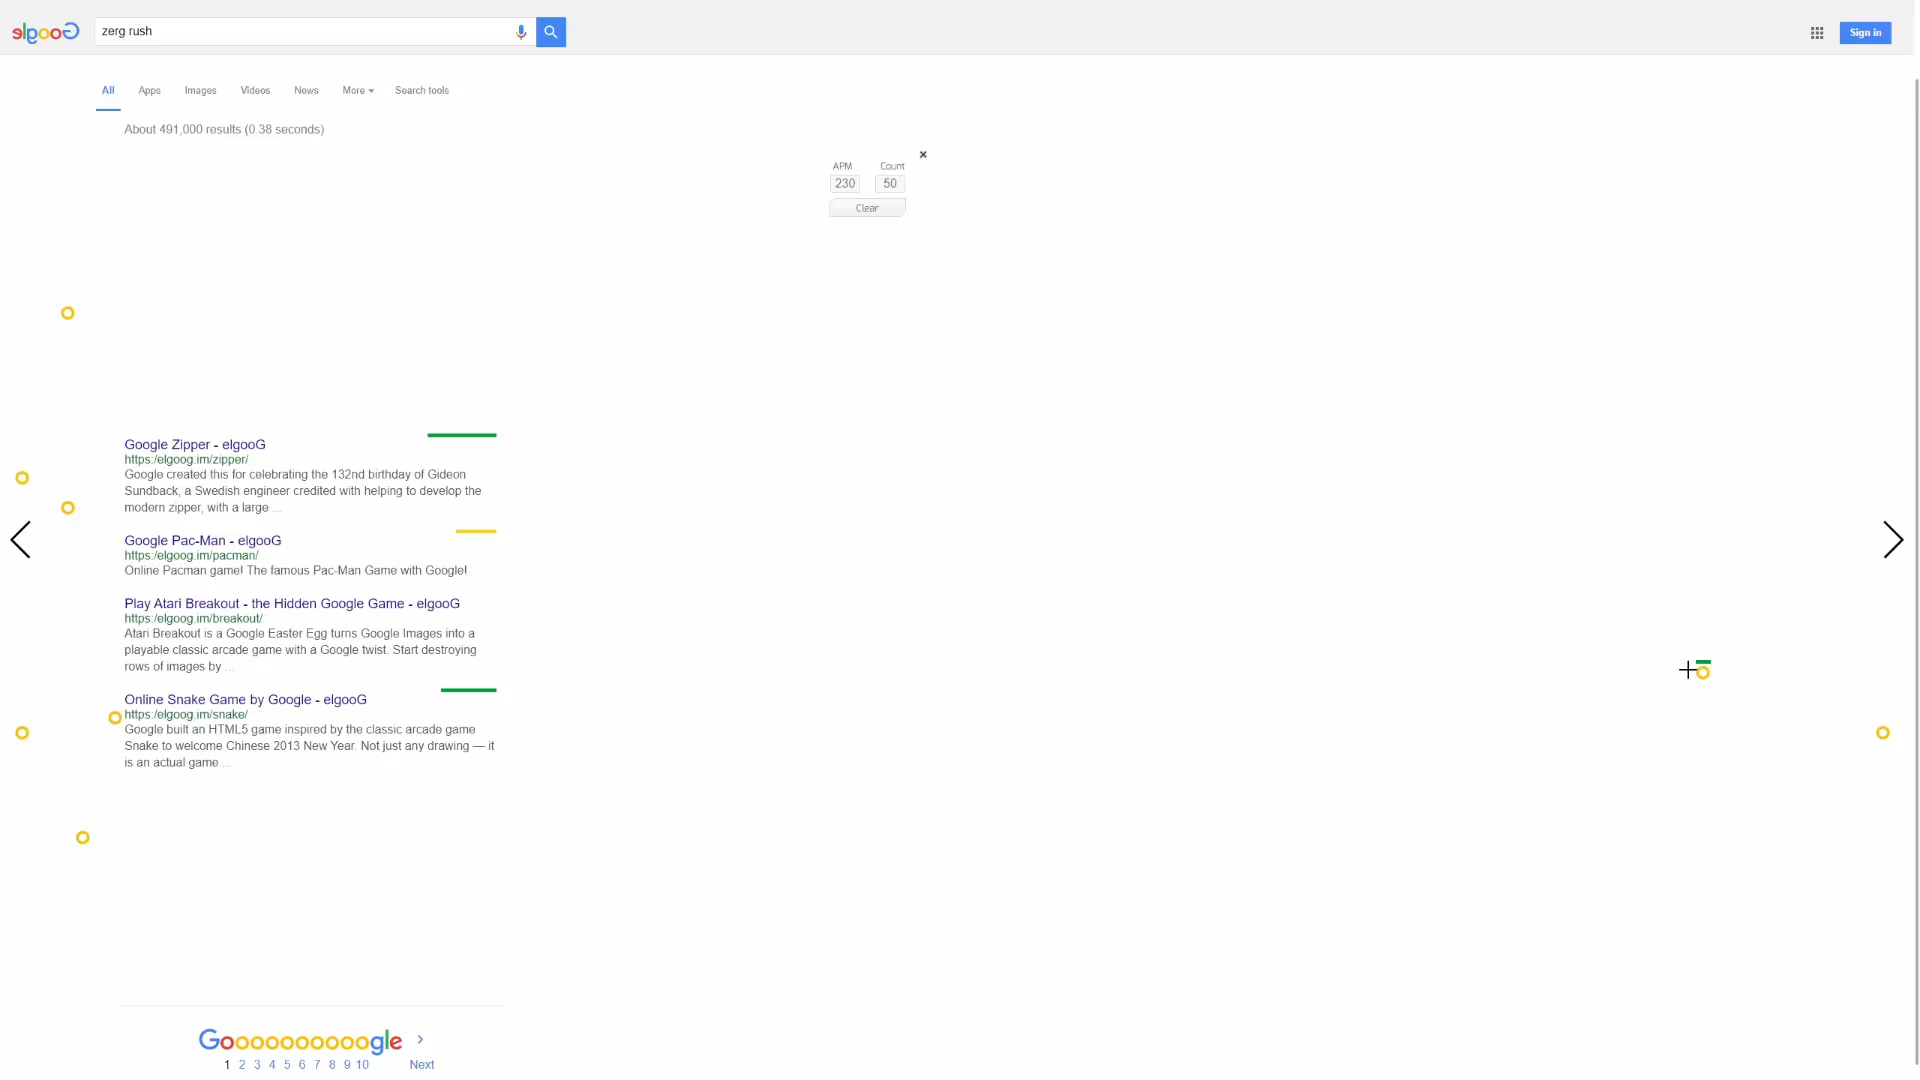 elgooG
zerg rush
Sign in
All
Apps
Images
Videos
News
More
Search tools
About 491,000 results (0.38 seconds)
APM
Count
230
50
Clear
Google Zipper - elgooG
https:/elgoog.im/zipper/
Google created this for celebrating the 132nd birthday of Gideon
Sundback, a Swedish engineer credited with helping to develop the
modern zipper, with a large ...
Google Pac-Man - elgooG
https:/elgoog.im/pacman/
Online Pacman game! The famous Pac-Man Game with Google!
Play Atari Breakout - the Hidden Google Game - elgooG
https:/elgoog.im/breakout/
Atari Breakout is a Google Easter Egg turns Google Images into a
playable classic arcade game with a Google twist. Start destroying
rows of images by ...
Online Snake Game by Google - elgooG
https:/elgoog.im/snake/
Google built an HTML5 game inspired by the classic arcade game
Snake to welcome Chinese 2013 New Year. Not just any drawing — it
is an actual game ...
Goooooooooogle
1 2 3 4 5 6 7 8 9 10 Next